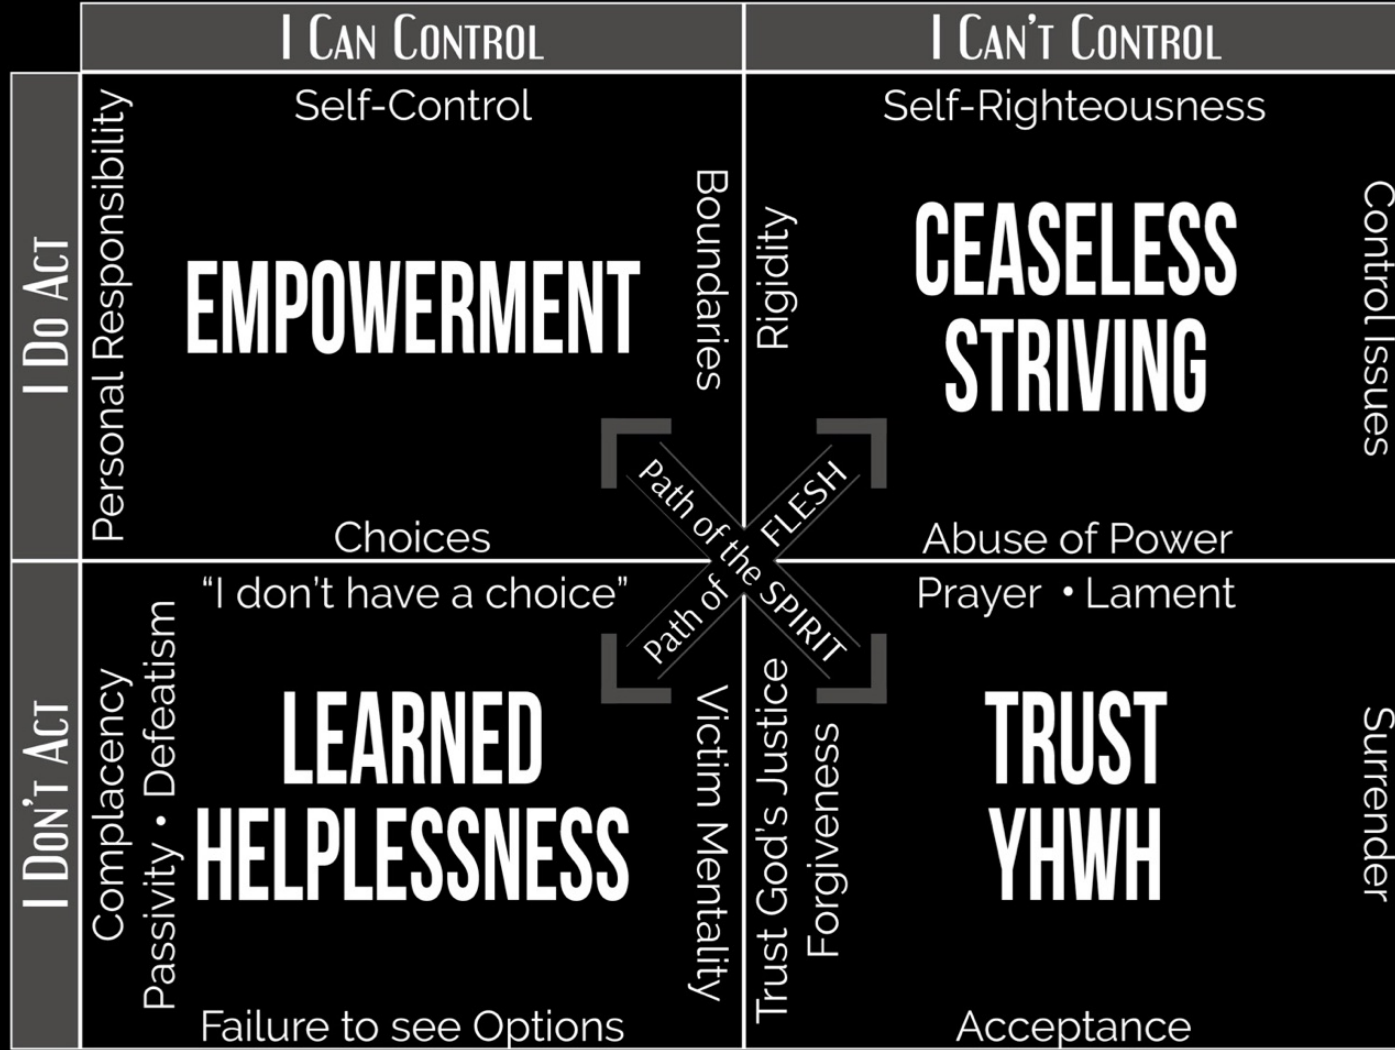 I CAN CONTROL
I CAN'T CONTROL
I DO ACT
Self-Control
Personal Responsibility
EMPOWERMENT
Boundaries
Choices
Self-Righteousness
Rigidity
CEASELESS
STRIVING
Control Issues
Abuse of Power
Path of the SPIRIT
Path of FLESH
I DON'T ACT
“I don't have a choice”
Complacency
Passivity • Defeatism
LEARNED
HELPLESSNESS
Victim Mentality
Failure to see Options
Prayer • Lament
Trust God's Justice
Forgiveness
TRUST
YHWH
Surrender
Acceptance